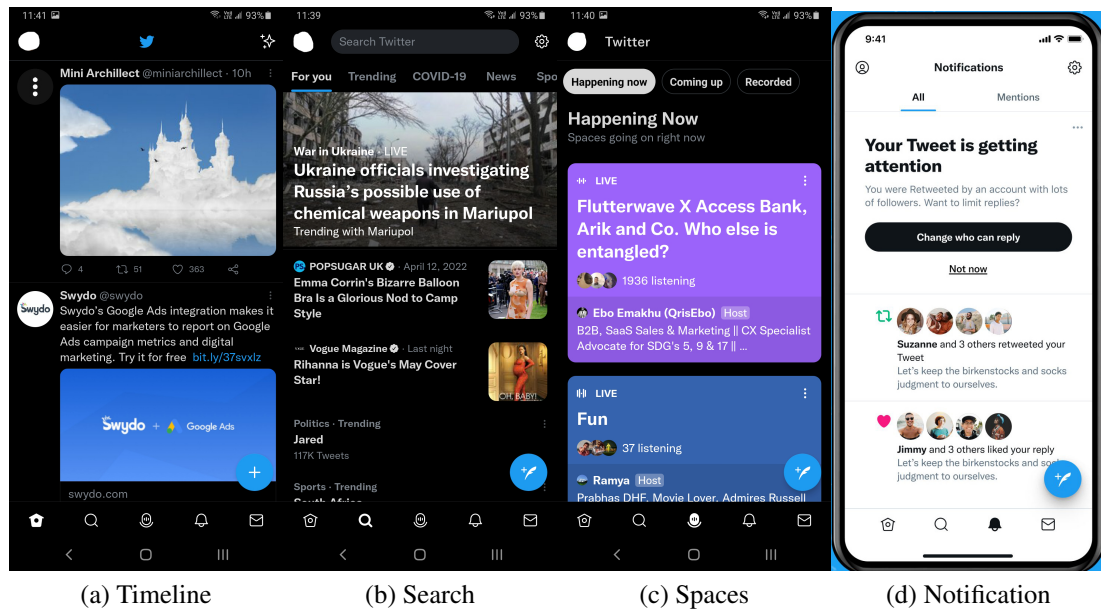 11:41
93%
Mini Archillect @miniarchillect · 10h
4
51
363
Swydo @swydo
Swydo's Google Ads integration makes it
easier for marketers to report on Google
Ads campaign metrics and digital
marketing. Try it for free bit.ly/37svxlz
Swydo + Google Ads
swydo.com
(a) Timeline
11:39
93%
Search Twitter
For you Trending COVID-19 News Spo
War in Ukraine · LIVE
Ukraine officials investigating
Russia's possible use of
chemical weapons in Mariupol
Trending with Mariupol
POPSUGAR UK · April 12, 2022
Emma Corrin's Bizarre Balloon
Bra Is a Glorious Nod to Camp
Style
Vogue Magazine · Last night
Rihanna is Vogue's May Cover
Star!
OH, BABY!
Politics · Trending
Jared
117K Tweets
Sports · Trending
South Africa
(b) Search
11:40
93%
Twitter
Happening now Coming up Recorded
Happening Now
Spaces going on right now
LIVE
Flutterwave X Access Bank,
Arik and Co. Who else is
entangled?
1936 listening
Ebo Emakhu (QrisEbo) Host
B2B, SaaS Sales & Marketing || CX Specialist
Advocate for SDG's 5, 9 & 17 || ...
LIVE
Fun
37 listening
Ramya Host
Prabhas DHF, Movie Lover, Admires Russell
(c) Spaces
9:41
Notifications
All Mentions
Your Tweet is getting
attention
You were Retweeted by an account with lots
of followers. Want to limit replies?
Change who can reply
Not now
Suzanne and 3 others retweeted your
Tweet
Let's keep the birkenstocks and socks
judgment to ourselves.
Jimmy and 3 others liked your reply
Let's keep the birkenstocks and socks
judgment to ourselves.
(d) Notification